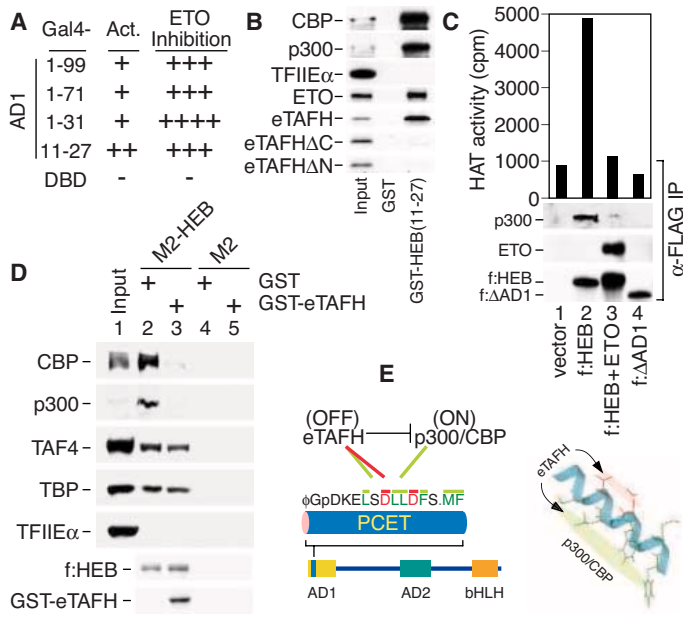 A
Gal4- Act. ETO Inhibition
AD1
1-99 + +++
1-71 + +++
1-31 + ++++
11-27 ++ +++
DBD - -
B
CBP
p300
TFIIEα
ETO
eTAFH
eTAFHΔC
eTAFHΔN
Input
GST
GST-HEB(11-27)
C
HAT activity (cpm)
5000
4000
3000
2000
1000
0
p300
ETO
f:HEB
f:ΔAD1
α-FLAG IP
1 2 3 4
vector
f:HEB
f:HEB+ETO
f:ΔAD1
D
M2-HEB M2
Input
+ + GST
+ + GST-eTAFH
1 2 3 4 5
CBP
p300
TAF4
TBP
TFIIEα
f:HEB
GST-eTAFH
E
(OFF) (ON)
eTAFH p300/CBP
ϕGpDKELSDLLDFS.MF
PCET
AD1 AD2 bHLH
eTAFH
p300/CBP